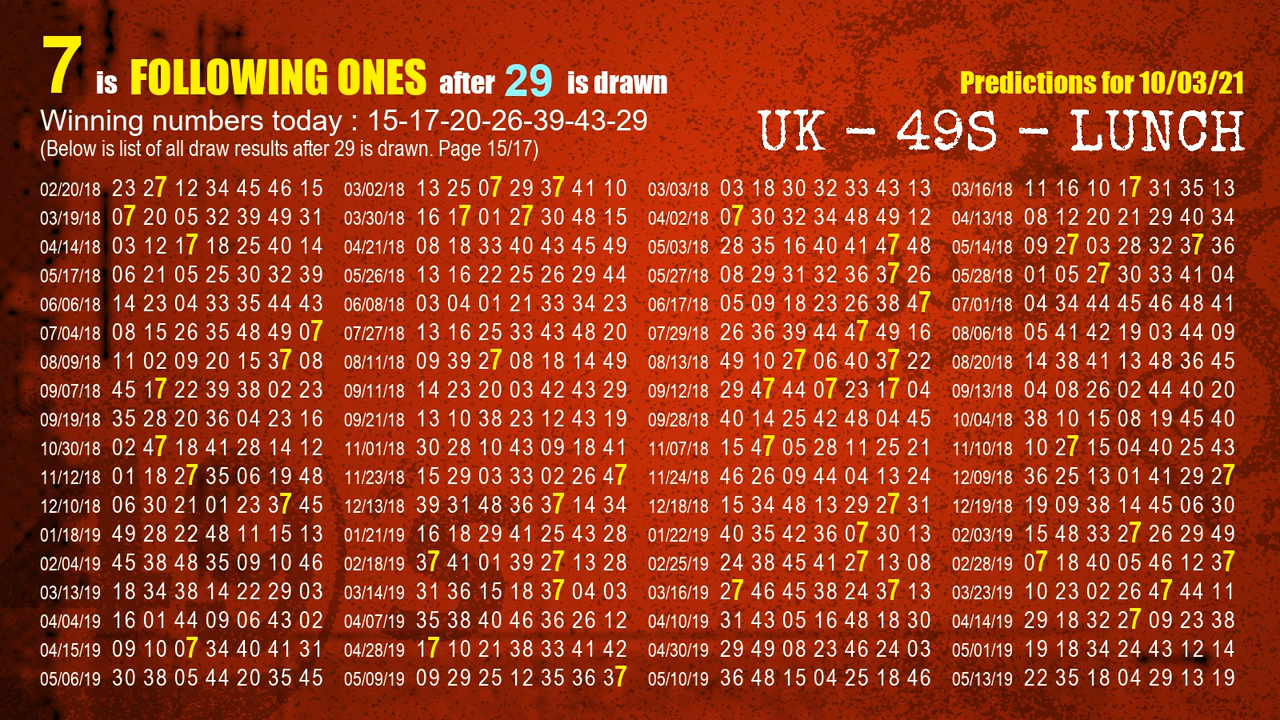 7 is FOLLOWING ONES after 29 is drawn
Predictions for 10/03/21
Winning numbers today : 15-17-20-26-39-43-29
UK - 49S - LUNCH
(Below is list of all draw results after 29 is drawn. Page 15/17)
02/20/18 23 27 12 34 45 46 15 03/02/18 13 25 07 29 37 41 10 03/03/18 03 18 30 32 33 43 13 03/16/18 11 16 10 17 31 35 13
03/19/18 07 20 05 32 39 49 31 03/30/18 16 17 01 27 30 48 15 04/02/18 07 30 32 34 48 49 12 04/13/18 08 12 20 21 29 40 34
04/14/18 03 12 17 18 25 40 14 04/21/18 08 18 33 40 43 45 49 05/03/18 28 35 16 40 41 47 48 05/14/18 09 27 03 28 32 37 36
05/17/18 06 21 05 25 30 32 39 05/26/18 13 16 22 25 26 29 44 05/27/18 08 29 31 32 36 37 26 05/28/18 01 05 27 30 33 41 04
06/06/18 14 23 04 33 35 44 43 06/08/18 03 04 01 21 33 34 23 06/17/18 05 09 18 23 26 38 47 07/01/18 04 34 44 45 46 48 41
07/04/18 08 15 26 35 48 49 07 07/27/18 13 16 25 33 43 48 20 07/29/18 26 36 39 44 47 49 16 08/06/18 05 41 42 19 03 44 09
08/09/18 11 02 09 20 15 37 08 08/11/18 09 39 27 08 18 14 49 08/13/18 49 10 27 06 40 37 22 08/20/18 14 38 41 13 48 36 45
09/07/18 45 17 22 39 38 02 23 09/11/18 14 23 20 03 42 43 29 09/12/18 29 47 44 07 23 17 04 09/13/18 04 08 26 02 44 40 20
09/19/18 35 28 20 36 04 23 16 09/21/18 13 10 38 23 12 43 19 09/28/18 40 14 25 42 48 04 45 10/04/18 38 10 15 08 19 45 40
10/30/18 02 47 18 41 28 14 12 11/01/18 30 28 10 43 09 18 41 11/07/18 15 47 05 28 11 25 21 11/10/18 10 27 15 04 40 25 43
11/12/18 01 18 27 35 06 19 48 11/23/18 15 29 03 33 02 26 47 11/24/18 46 26 09 44 04 13 24 12/09/18 36 25 13 01 41 29 27
12/10/18 06 30 21 01 23 37 45 12/13/18 39 31 48 36 37 14 34 12/18/18 15 34 48 13 29 27 31 12/19/18 19 09 38 14 45 06 30
01/18/19 49 28 22 48 11 15 13 01/21/19 16 18 29 41 25 43 28 01/22/19 40 35 42 36 07 30 13 02/03/19 15 48 33 27 26 29 49
02/04/19 45 38 48 35 09 10 46 02/18/19 37 41 01 39 27 13 28 02/25/19 24 38 45 41 27 13 08 02/28/19 07 18 40 05 46 12 37
03/13/19 18 34 38 14 22 29 03 03/14/19 31 36 15 18 37 04 03 03/16/19 27 46 45 38 24 37 13 03/23/19 10 23 02 26 47 44 11
04/04/19 16 01 44 09 06 43 02 04/07/19 35 38 40 46 36 26 12 04/10/19 31 43 05 16 48 18 30 04/14/19 29 18 32 27 09 23 38
04/15/19 09 10 07 34 40 41 31 04/28/19 17 10 21 38 33 41 42 04/30/19 29 49 08 23 46 24 03 05/01/19 19 18 34 24 43 12 14
05/06/19 30 38 05 44 20 35 45 05/09/19 09 29 25 12 35 36 37 05/10/19 36 48 15 04 25 18 46 05/13/19 22 35 18 04 29 13 19